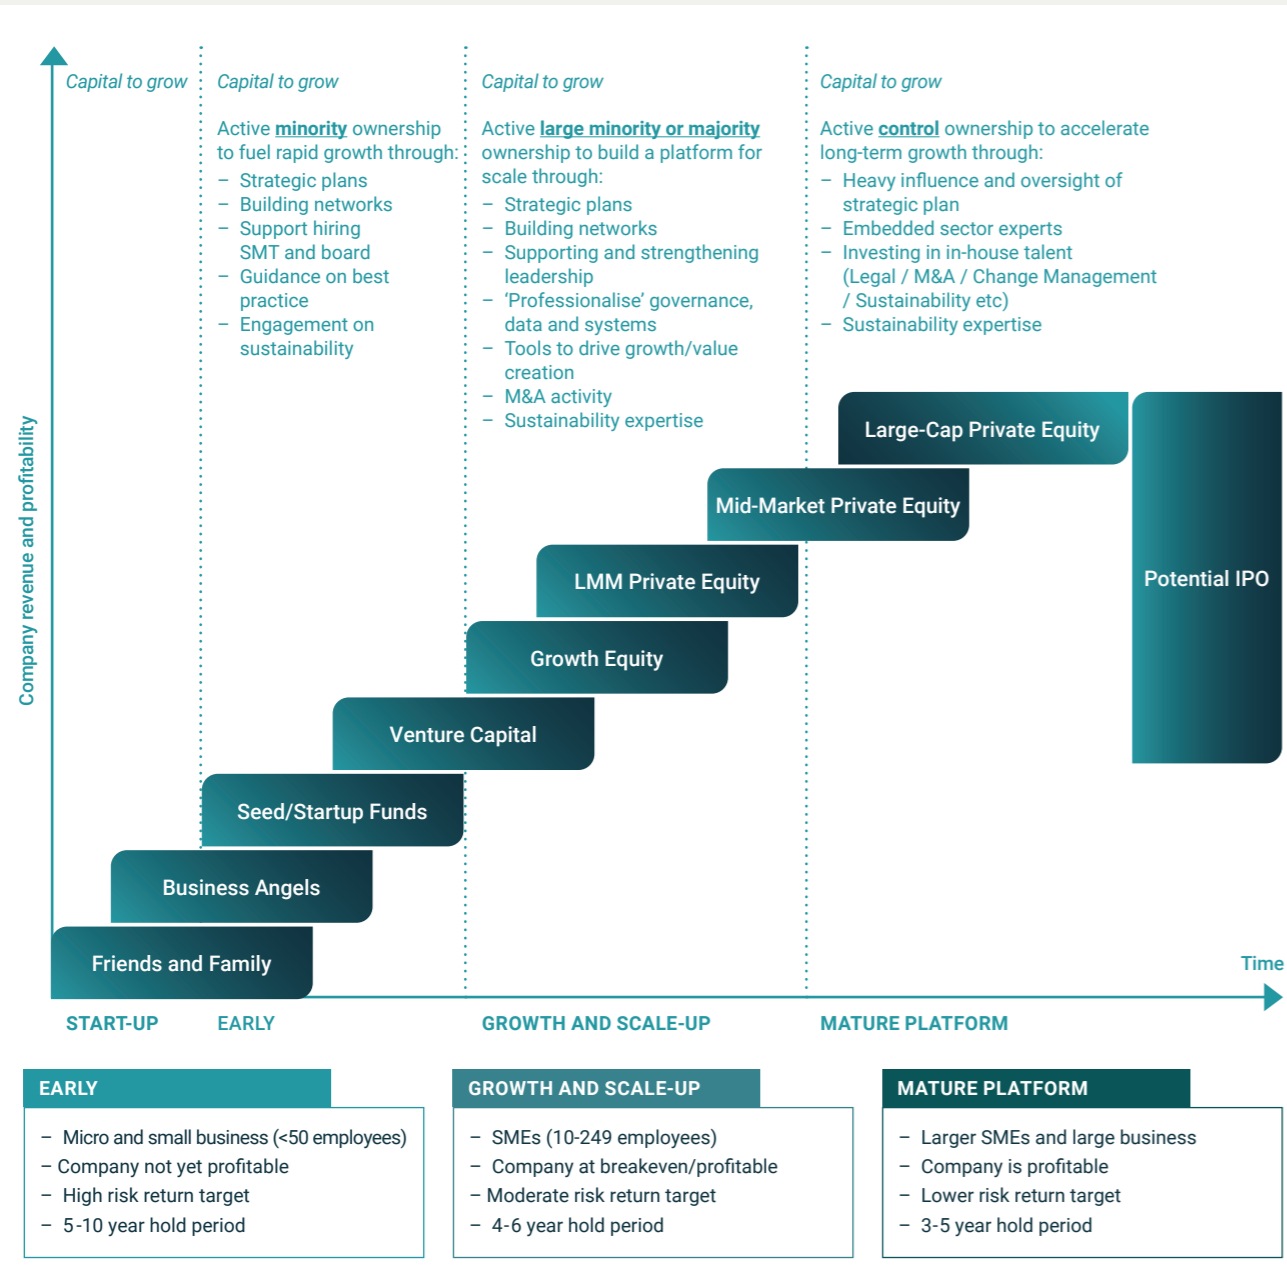 Capital to grow
Capital to grow
Active minority ownership
to fuel rapid growth through:
– Strategic plans
– Building networks
– Support hiring
SMT and board
– Guidance on best
practice
– Engagement on
sustainability
Capital to grow
Active large minority or majority
ownership to build a platform for
scale through:
– Strategic plans
– Building networks
– Supporting and strengthening
leadership
– ‘Professionalise’ governance,
data and systems
– Tools to drive growth/value
creation
– M&A activity
– Sustainability expertise
Capital to grow
Active control ownership to accelerate
long-term growth through:
– Heavy influence and oversight of
strategic plan
– Embedded sector experts
– Investing in in-house talent
(Legal / M&A / Change Management
/ Sustainability etc)
– Sustainability expertise
Company revenue and profitability
Large-Cap Private Equity
Mid-Market Private Equity
LMM Private Equity
Potential IPO
Growth Equity
Venture Capital
Seed/Startup Funds
Business Angels
Friends and Family
Time
START-UP
EARLY
GROWTH AND SCALE-UP
MATURE PLATFORM
EARLY
– Micro and small business (<50 employees)
– Company not yet profitable
– High risk return target
– 5-10 year hold period
GROWTH AND SCALE-UP
– SMEs (10-249 employees)
– Company at breakeven/profitable
– Moderate risk return target
– 4-6 year hold period
MATURE PLATFORM
– Larger SMEs and large business
– Company is profitable
– Lower risk return target
– 3-5 year hold period